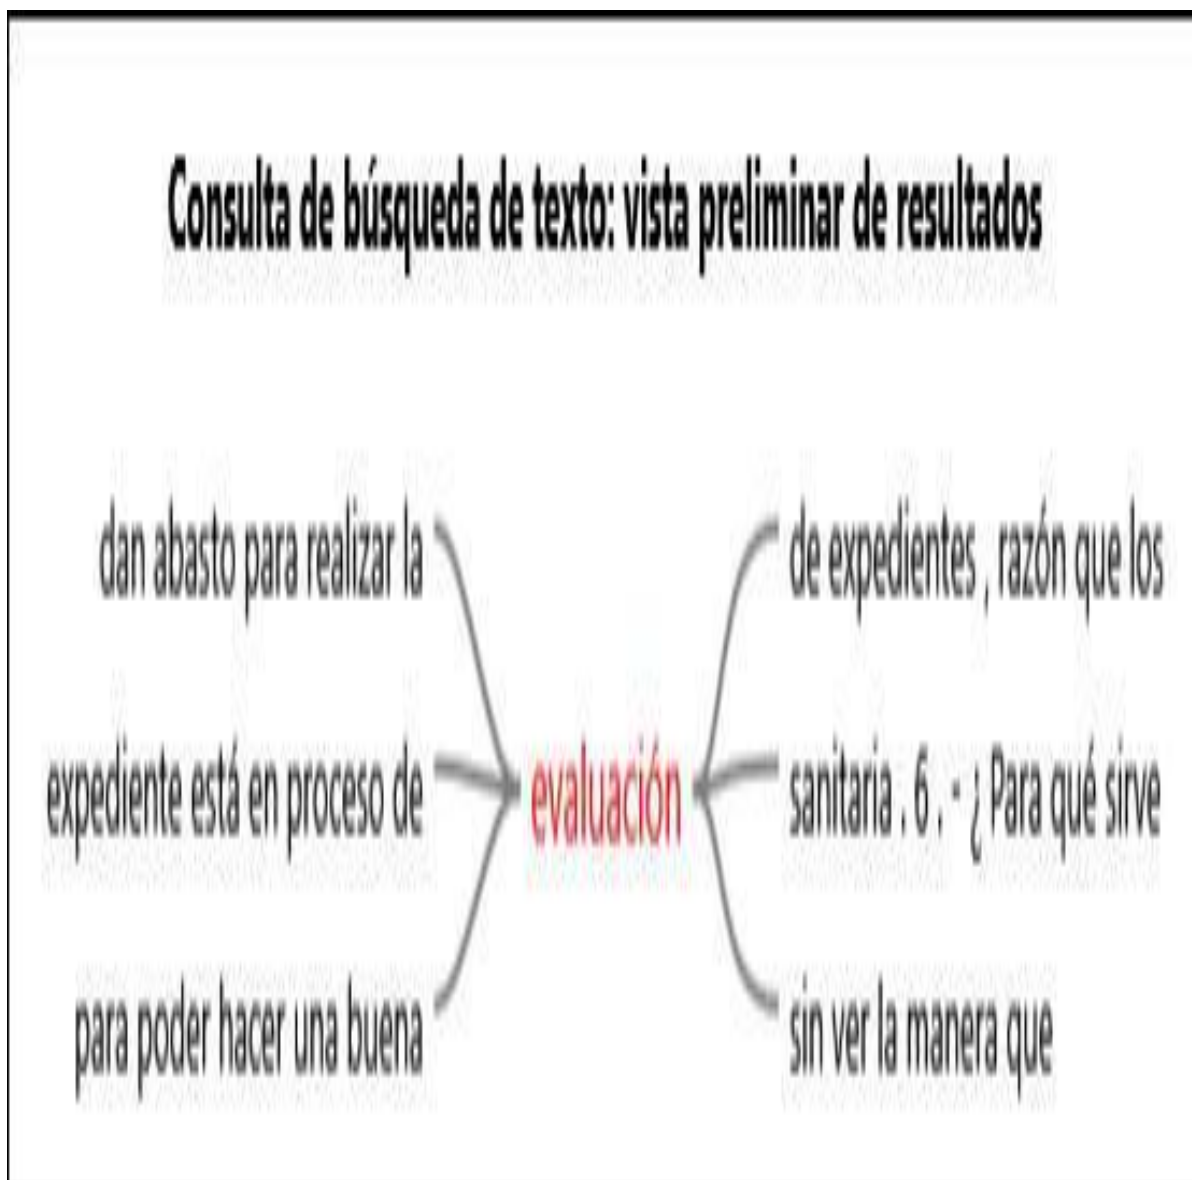 Consulta de búsqueda de texto: vista preliminar de resultados
dan abasto para realizar la
expediente está en proceso de
para poder hacer una buena
evaluación
de expedientes , razón que los
sanitaria . 6 . - ¿ Para qué sirve
sin ver la manera que